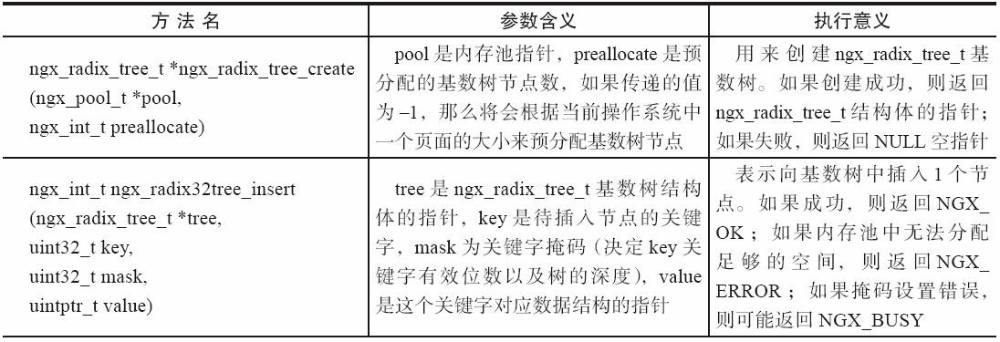 方 法 名
参数含义
执行意义
ngx_radix_tree_t *ngx_radix_tree_create
(ngx_pool_t *pool,
ngx_int_t preallocate)
pool 是内存池指针，preallocate 是预
分配的基数树节点数，如果传递的值
为 –1，那么将会根据当前操作系统中
一个页面的大小来预分配基数树节点
用来创建 ngx_radix_tree_t 基
数树。如果创建成功，则返回
ngx_radix_tree_t 结构体的指针；
如果失败，则返回 NULL 空指针
ngx_int_t ngx_radix32tree_insert
(ngx_radix_tree_t *tree,
uint32_t key,
uint32_t mask,
uintptr_t value)
tree 是 ngx_radix_tree_t 基数树结构
体的指针，key 是待插入节点的关键
字，mask 为关键字掩码（决定 key 关
键字有效位数以及树的深度），value
是这个关键字对应数据结构的指针
表示向基数树中插入 1 个节
点。如果成功，则返回 NGX_
OK；如果内存池中无法分配
足够的空间，则返回 NGX_
ERROR；如果掩码设置错误，
则可能返回 NGX_BUSY